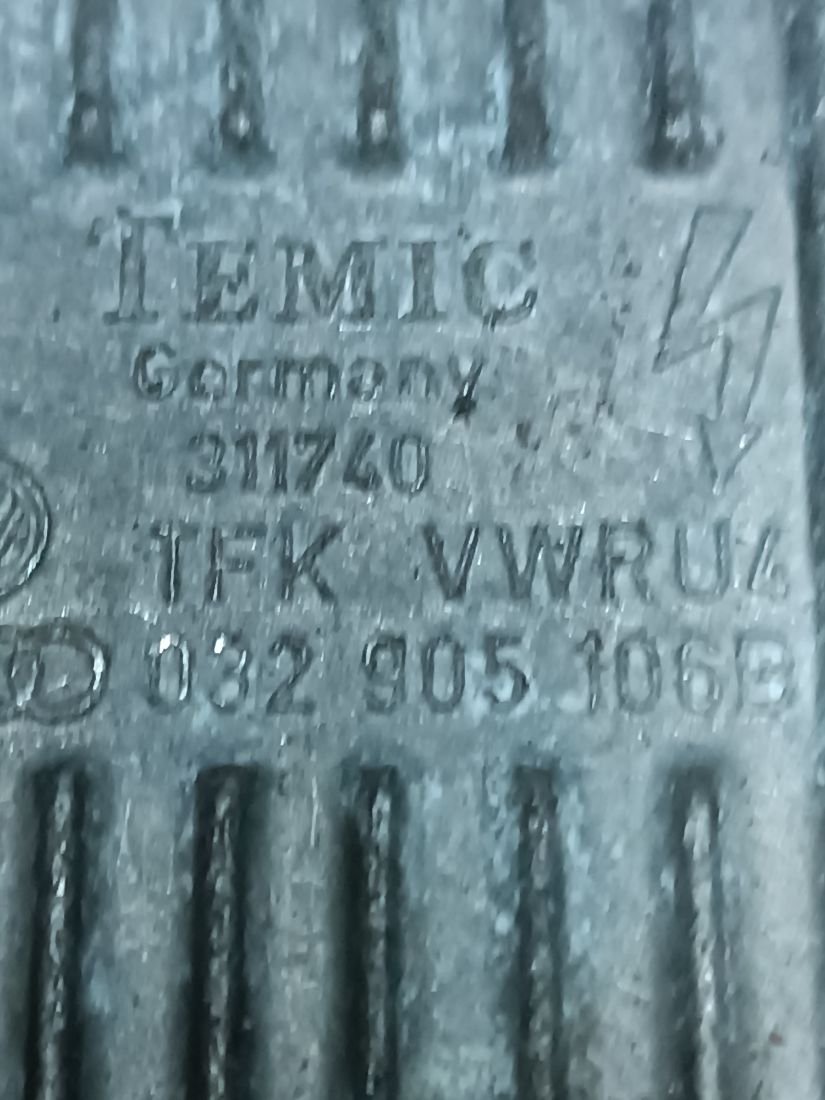 TEMIC
Germany
311740
TFK VWRU4
032 905 106B